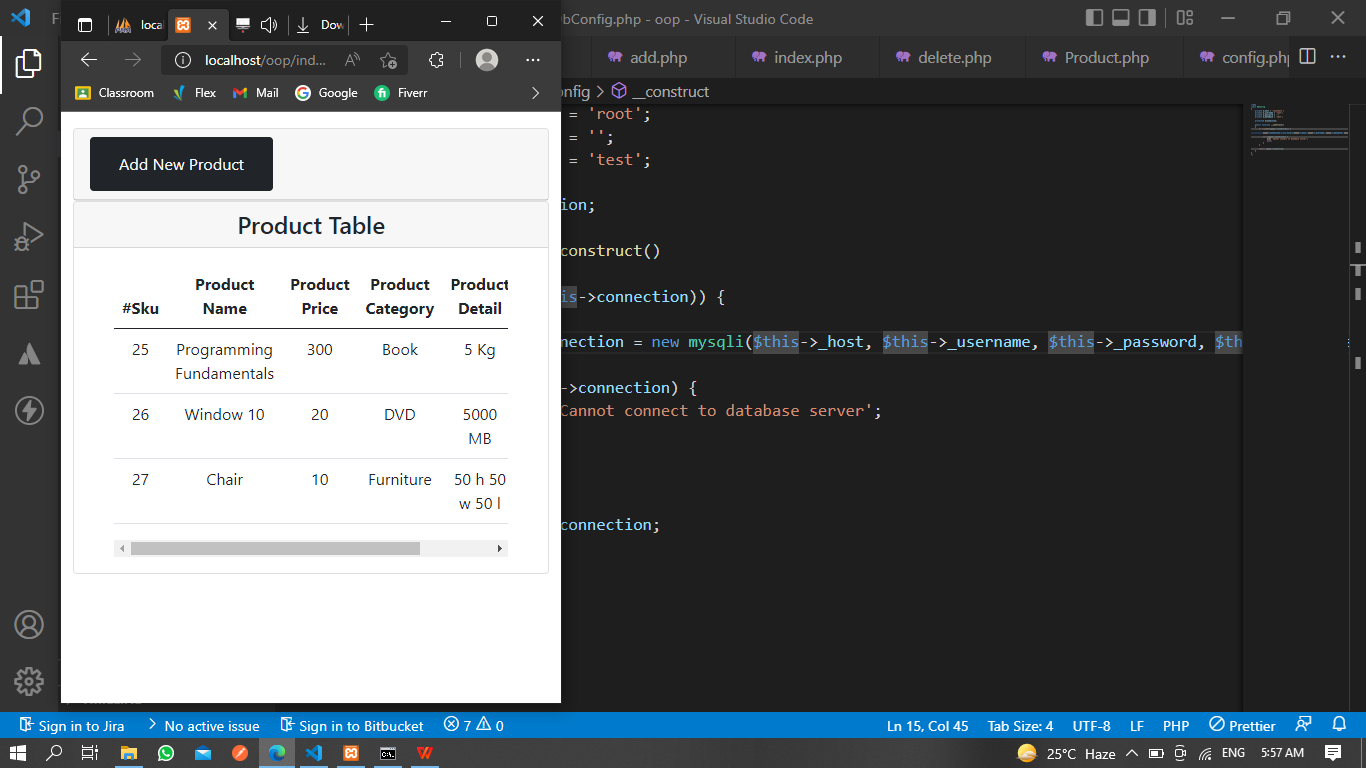 bConfig.php - oop - Visual Studio Code
loca
Dow
localhost/oop/ind...
Classroom
Flex
Mail
Google
Fiverr
add.php
index.php
delete.php
Product.php
config.php
nfig > __construct
Add New Product
Product Table
#Sku Product Name Product Price Product Category Product Detail
25 Programming Fundamentals 300 Book 5 Kg
26 Window 10 20 DVD 5000 MB
27 Chair 10 Furniture 50 h 50 w 50 l
= 'root';
= '';
= 'test';
ion;
construct()
is->connection)) {
nection = new mysqli($this->_host, $this->_username, $this->_password, $th
->connection) {
Cannot connect to database server';
connection;
Sign in to Jira
No active issue
Sign in to Bitbucket
7 0
Ln 15, Col 45
Tab Size: 4
UTF-8
LF
PHP
Prettier
25°C Haze
ENG
5:57 AM